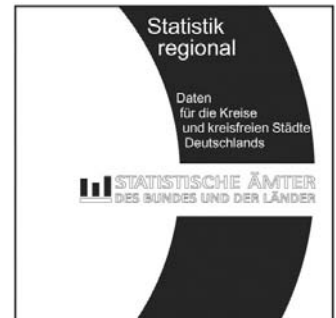 Statistik
regional
Daten
für die Kreise
und kreisfreien Städte
Deutschlands
STATISTISCHE ÄMTER
DES BUNDES UND DER LÄNDER